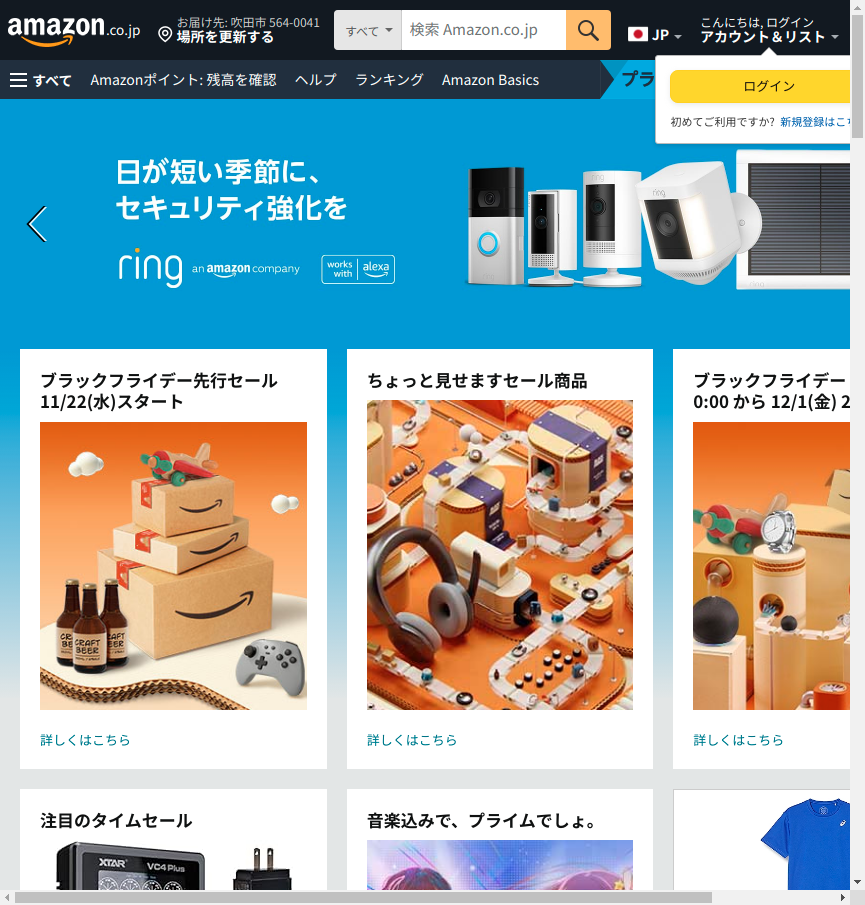 amazon.co.jp
お届け先: 吹田市 564-0041
場所を更新する
すべて
検索 Amazon.co.jp
JP
こんにちは, ログイン
アカウント＆リスト
すべて
Amazonポイント: 残高を確認
ヘルプ
ランキング
Amazon Basics
プラ
ログイン
初めてご利用ですか? 新規登録はこ
日が短い季節に、
セキュリティ強化を
ring
an amazon company
works with alexa
ブラックフライデー先行セール
11/22(水)スタート
CRAFT
BEER
詳しくはこちら
ちょっと見せますセール商品
詳しくはこちら
ブラックフライデー
0:00 から 12/1(金) 2
詳しくはこちら
注目のタイムセール
XTAR
VC4 Plus
音楽込みで、プライムでしょ。